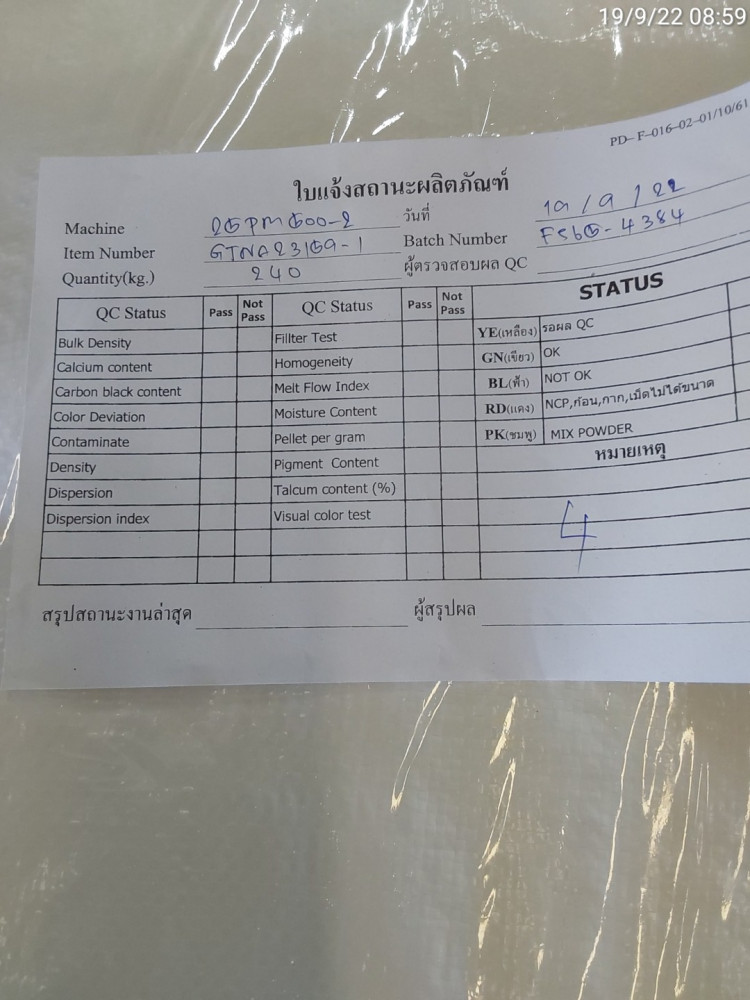 19/9/22 08:59
PD-F-016-02-01/10/61
ใบแจ้งสถานะผลิตภัณฑ์
Machine วันที่ 19/9/22
Item Number Batch Number
Quantity(kg.) 240 ผู้ตรวจสอบผล QC
QC Status Pass Not Pass QC Status Pass Not Pass STATUS
Bulk Density Fillter Test YE(เหลือง) รอผล QC
Calcium content Homogeneity GN(เขียว) OK
Carbon black content Melt Flow Index BL(ฟ้า) NOT OK
Color Deviation Moisture Content RD(แดง) NCP,ก้อน,กาก,เม็ดไม่ได้ขนาด
Contaminate Pellet per gram PK(ชมพู) MIX POWDER
Density Pigment Content หมายเหตุ
Dispersion Talcum content (%)
Dispersion index Visual color test 4
สรุปสถานะงานล่าสุด ผู้สรุปผล